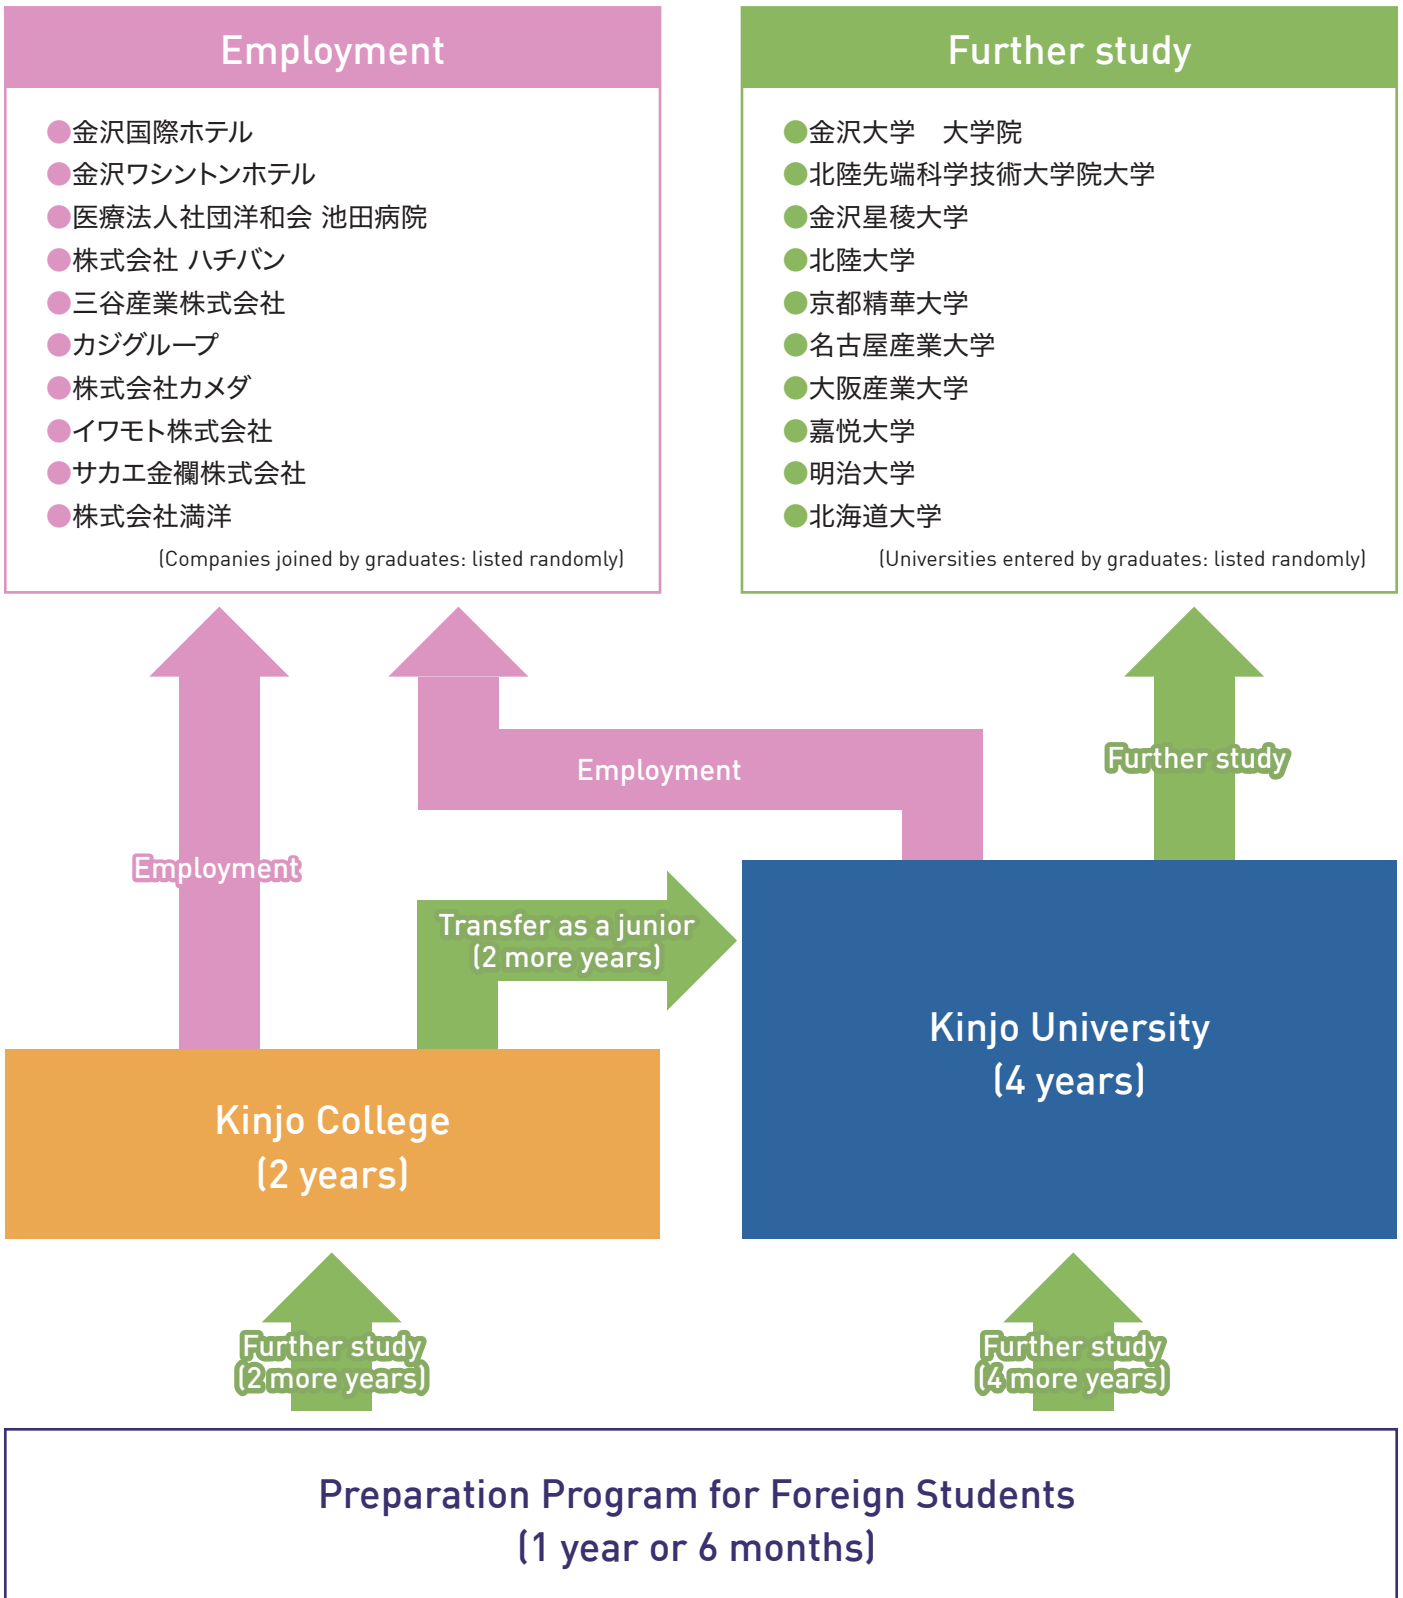 Employment
●金沢国際ホテル
●金沢ワシントンホテル
●医療法人社団洋和会 池田病院
●株式会社 ハチバン
●三谷産業株式会社
●カジグループ
●株式会社カメダ
●イワモト株式会社
●サカエ金襴株式会社
●株式会社満洋
(Companies joined by graduates: listed randomly)
Further study
●金沢大学　大学院
●北陸先端科学技術大学院大学
●金沢星稜大学
●北陸大学
●京都精華大学
●名古屋産業大学
●大阪産業大学
●嘉悦大学
●明治大学
●北海道大学
(Universities entered by graduates: listed randomly)
Employment
Further study
Employment
Transfer as a junior
(2 more years)
Kinjo University
(4 years)
Kinjo College
(2 years)
Further study
(2 more years)
Further study
(4 more years)
Preparation Program for Foreign Students
(1 year or 6 months)